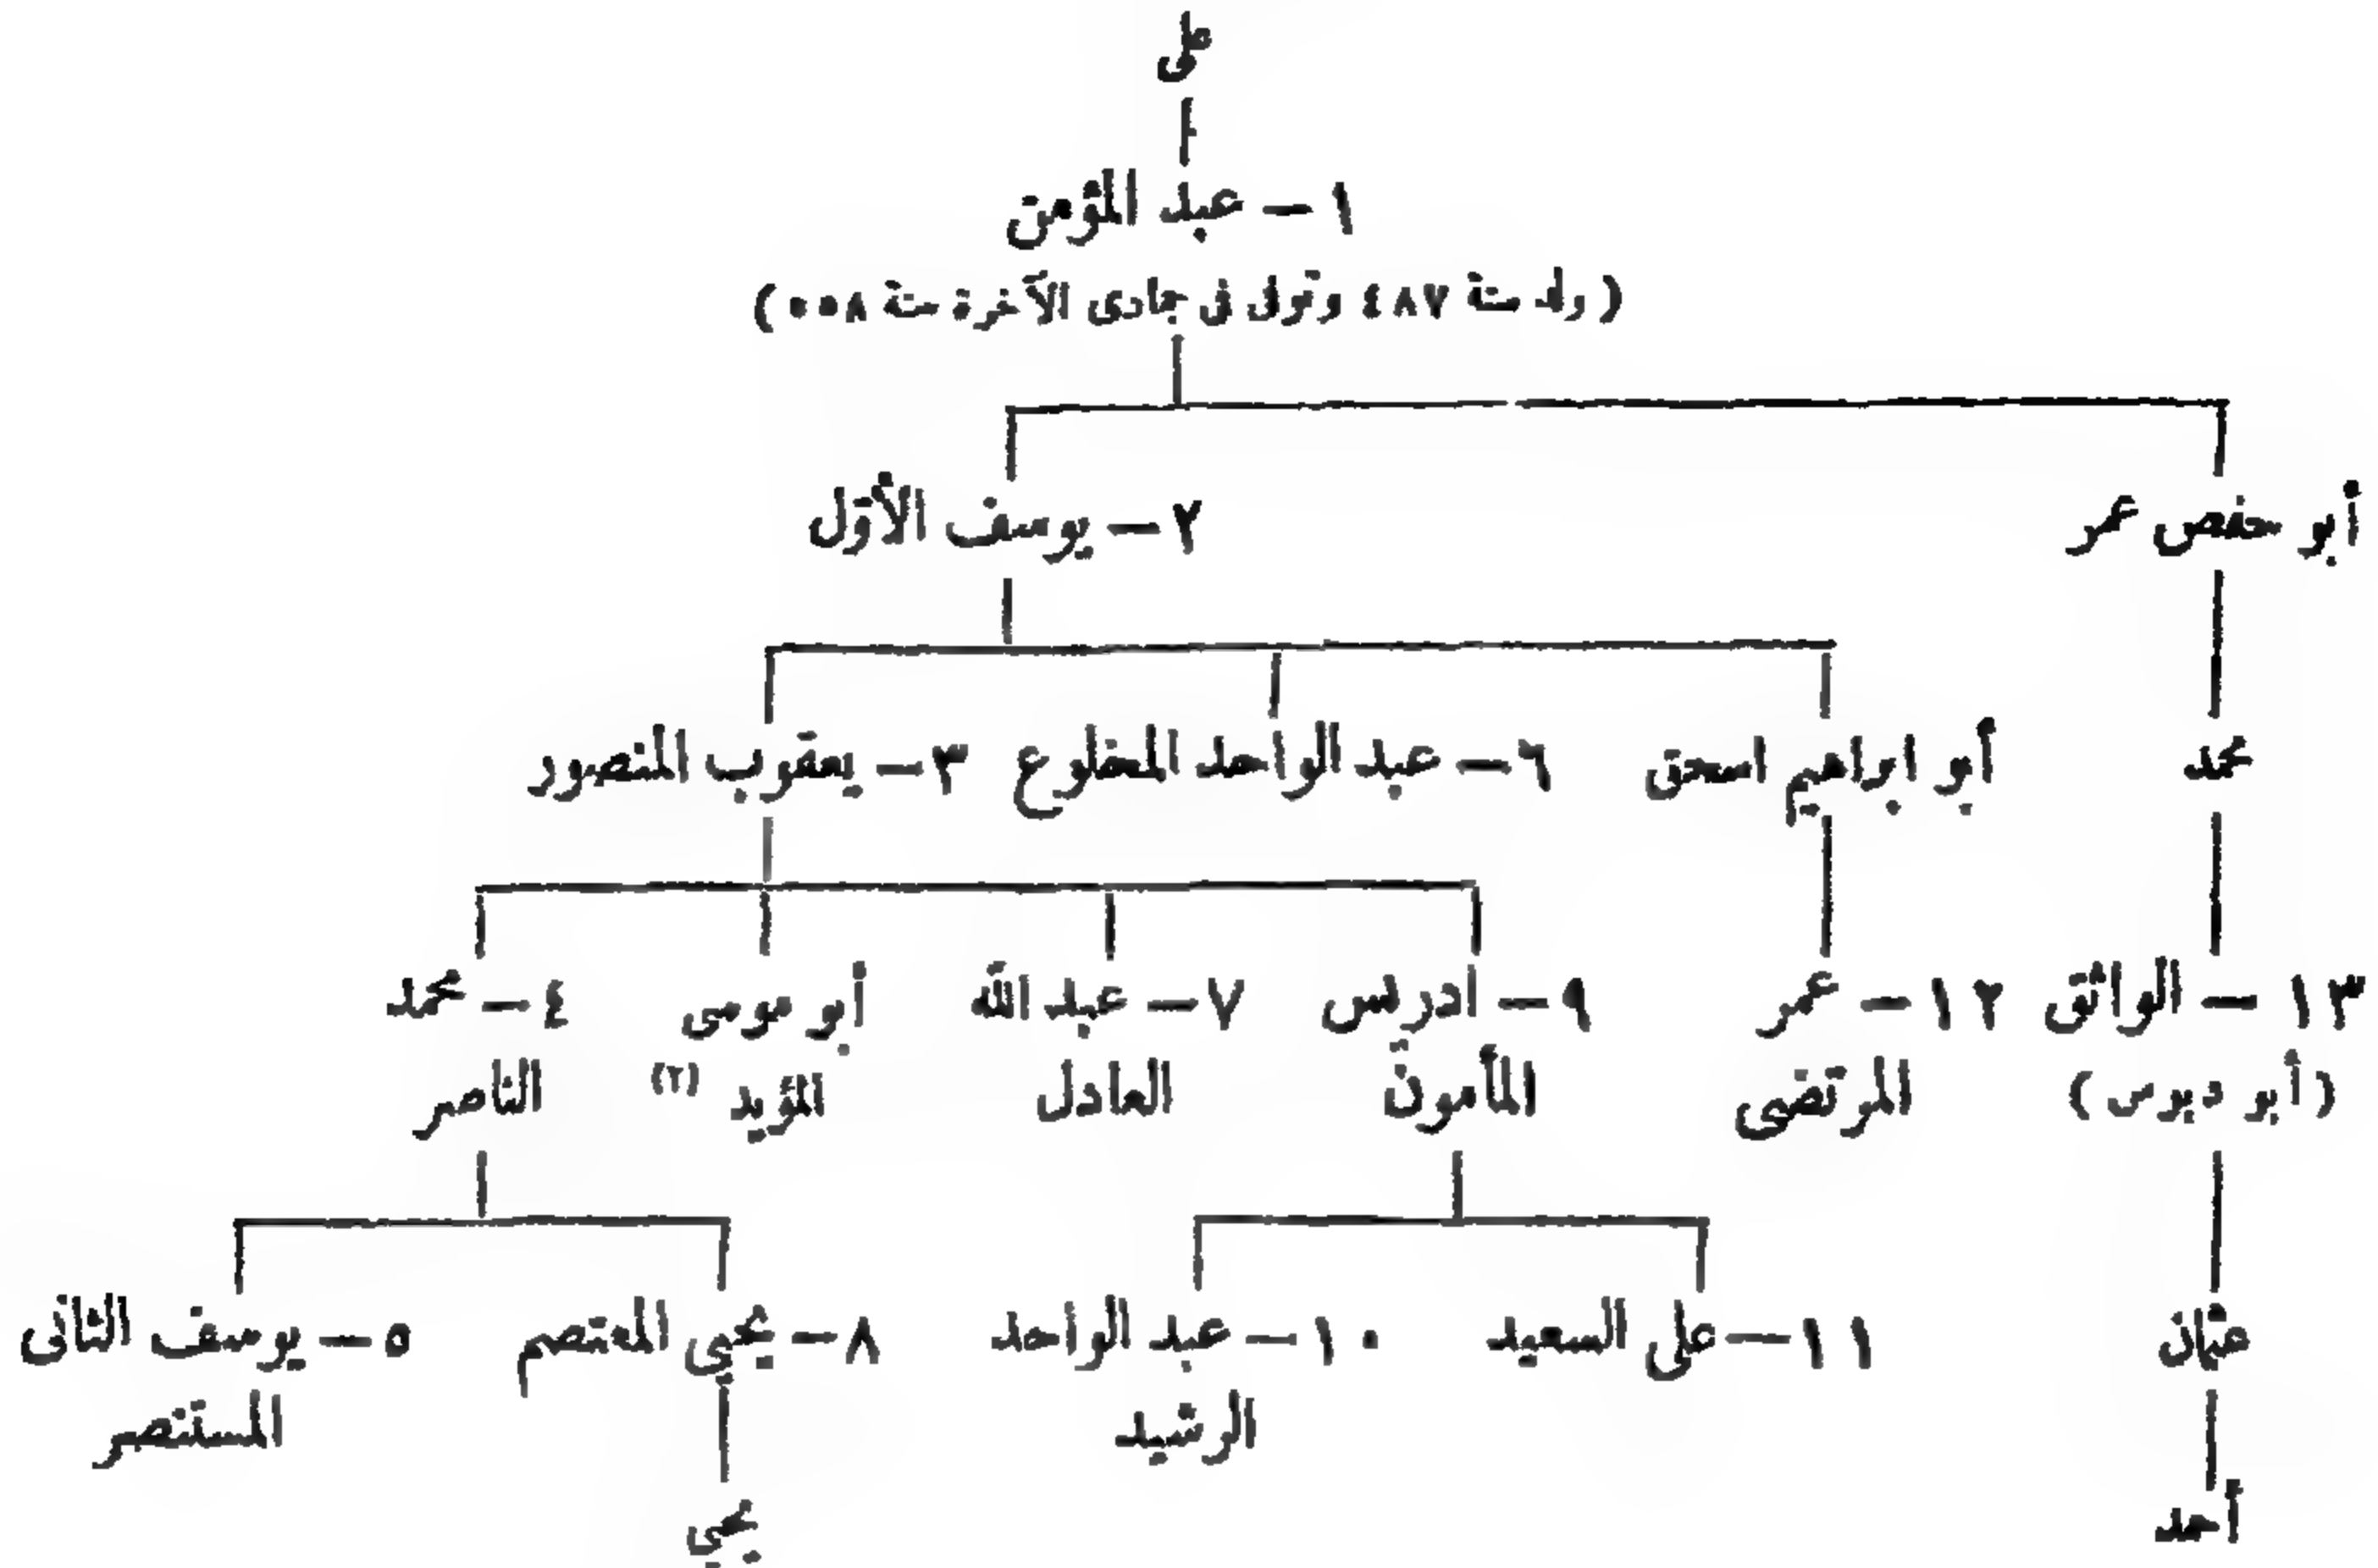 علی
١ – عبد المؤمن
(ولد سنة ٤٨٧ وتوفى فى جمادى الآخرة سنة ٥٥٨)
أبو حفص عمر
٢ – يوسف الأوّل
محمد
أبو ابراهيم اسحق
٦ – عبد الواحد المخلوع
٣ – يعقوب المنصور
١٣ – الواثق
(أبو دبوس)
١٢ – عمر
المرتضى
٩ – ادريس
المأمون
٧ – عبد الله
العادل
أبو موسى
المؤيد (٢)
٤ – محمد
الناصر
عثمان
١١ – على السعيد
١٠ – عبد الواحد
الرشيد
٨ – يحيى المعتصم
٥ – يوسف الثانى
المستنصر
أحمد
يحيى